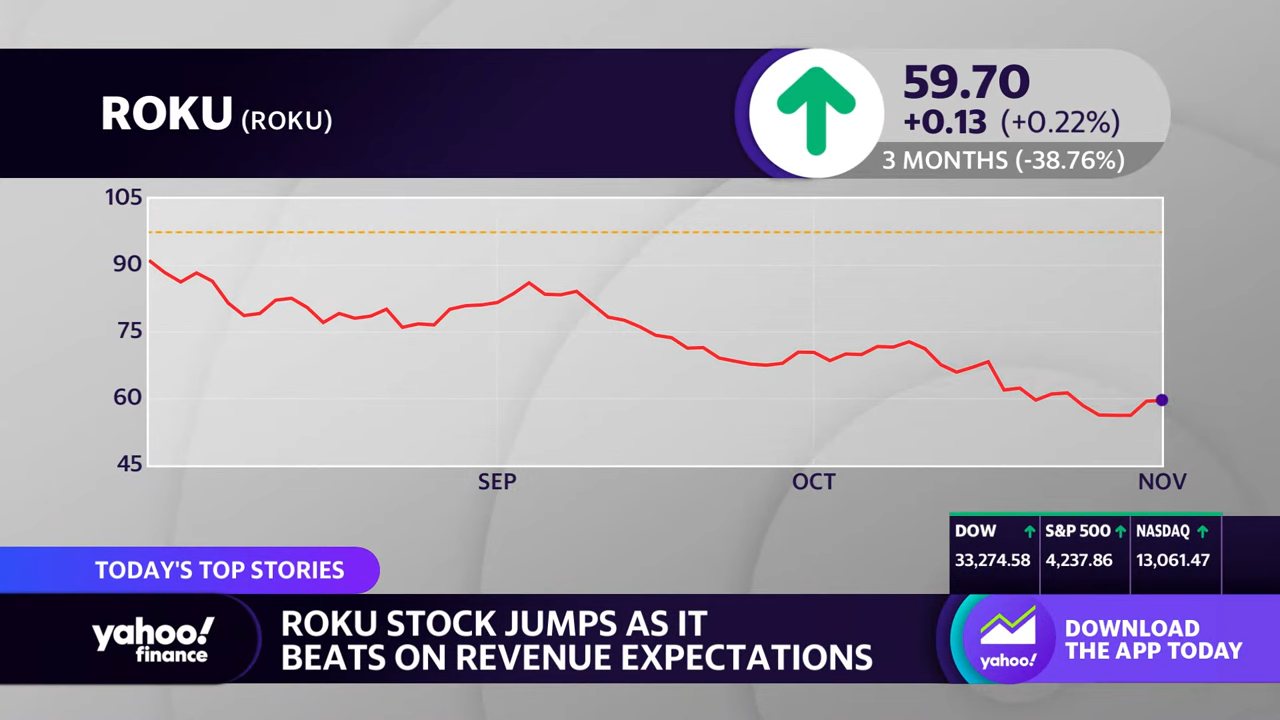 ROKU (ROKU)
59.70
+0.13 (+0.22%)
3 MONTHS (-38.76%)
105
90
75
60
45
SEP OCT NOV
DOW S&P 500 NASDAQ
33,274.58 4,237.86 13,061.47
TODAY'S TOP STORIES
yahoo!
finance
ROKU STOCK JUMPS AS IT
BEATS ON REVENUE EXPECTATIONS
yahoo!
DOWNLOAD
THE APP TODAY